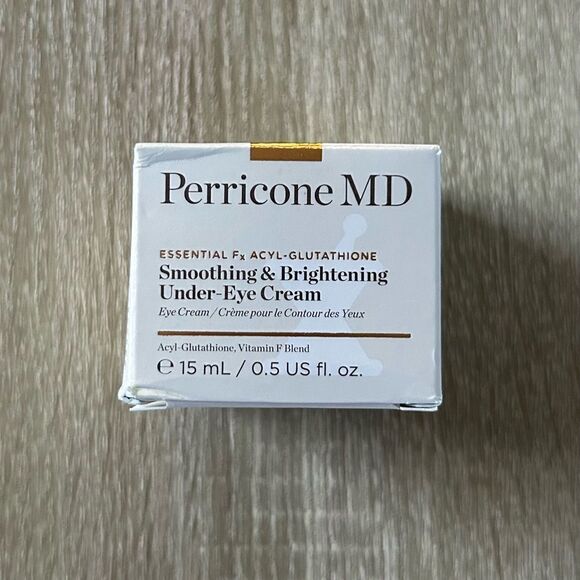 Perricone MD
ESSENTIAL Fx ACYL-GLUTATHIONE
Smoothing & Brightening
Under-Eye Cream
Eye Cream / Crème pour le Contour des Yeux
Acyl-Glutathione, Vitamin F Blend
℮ 15 mL / 0.5 US fl. oz.